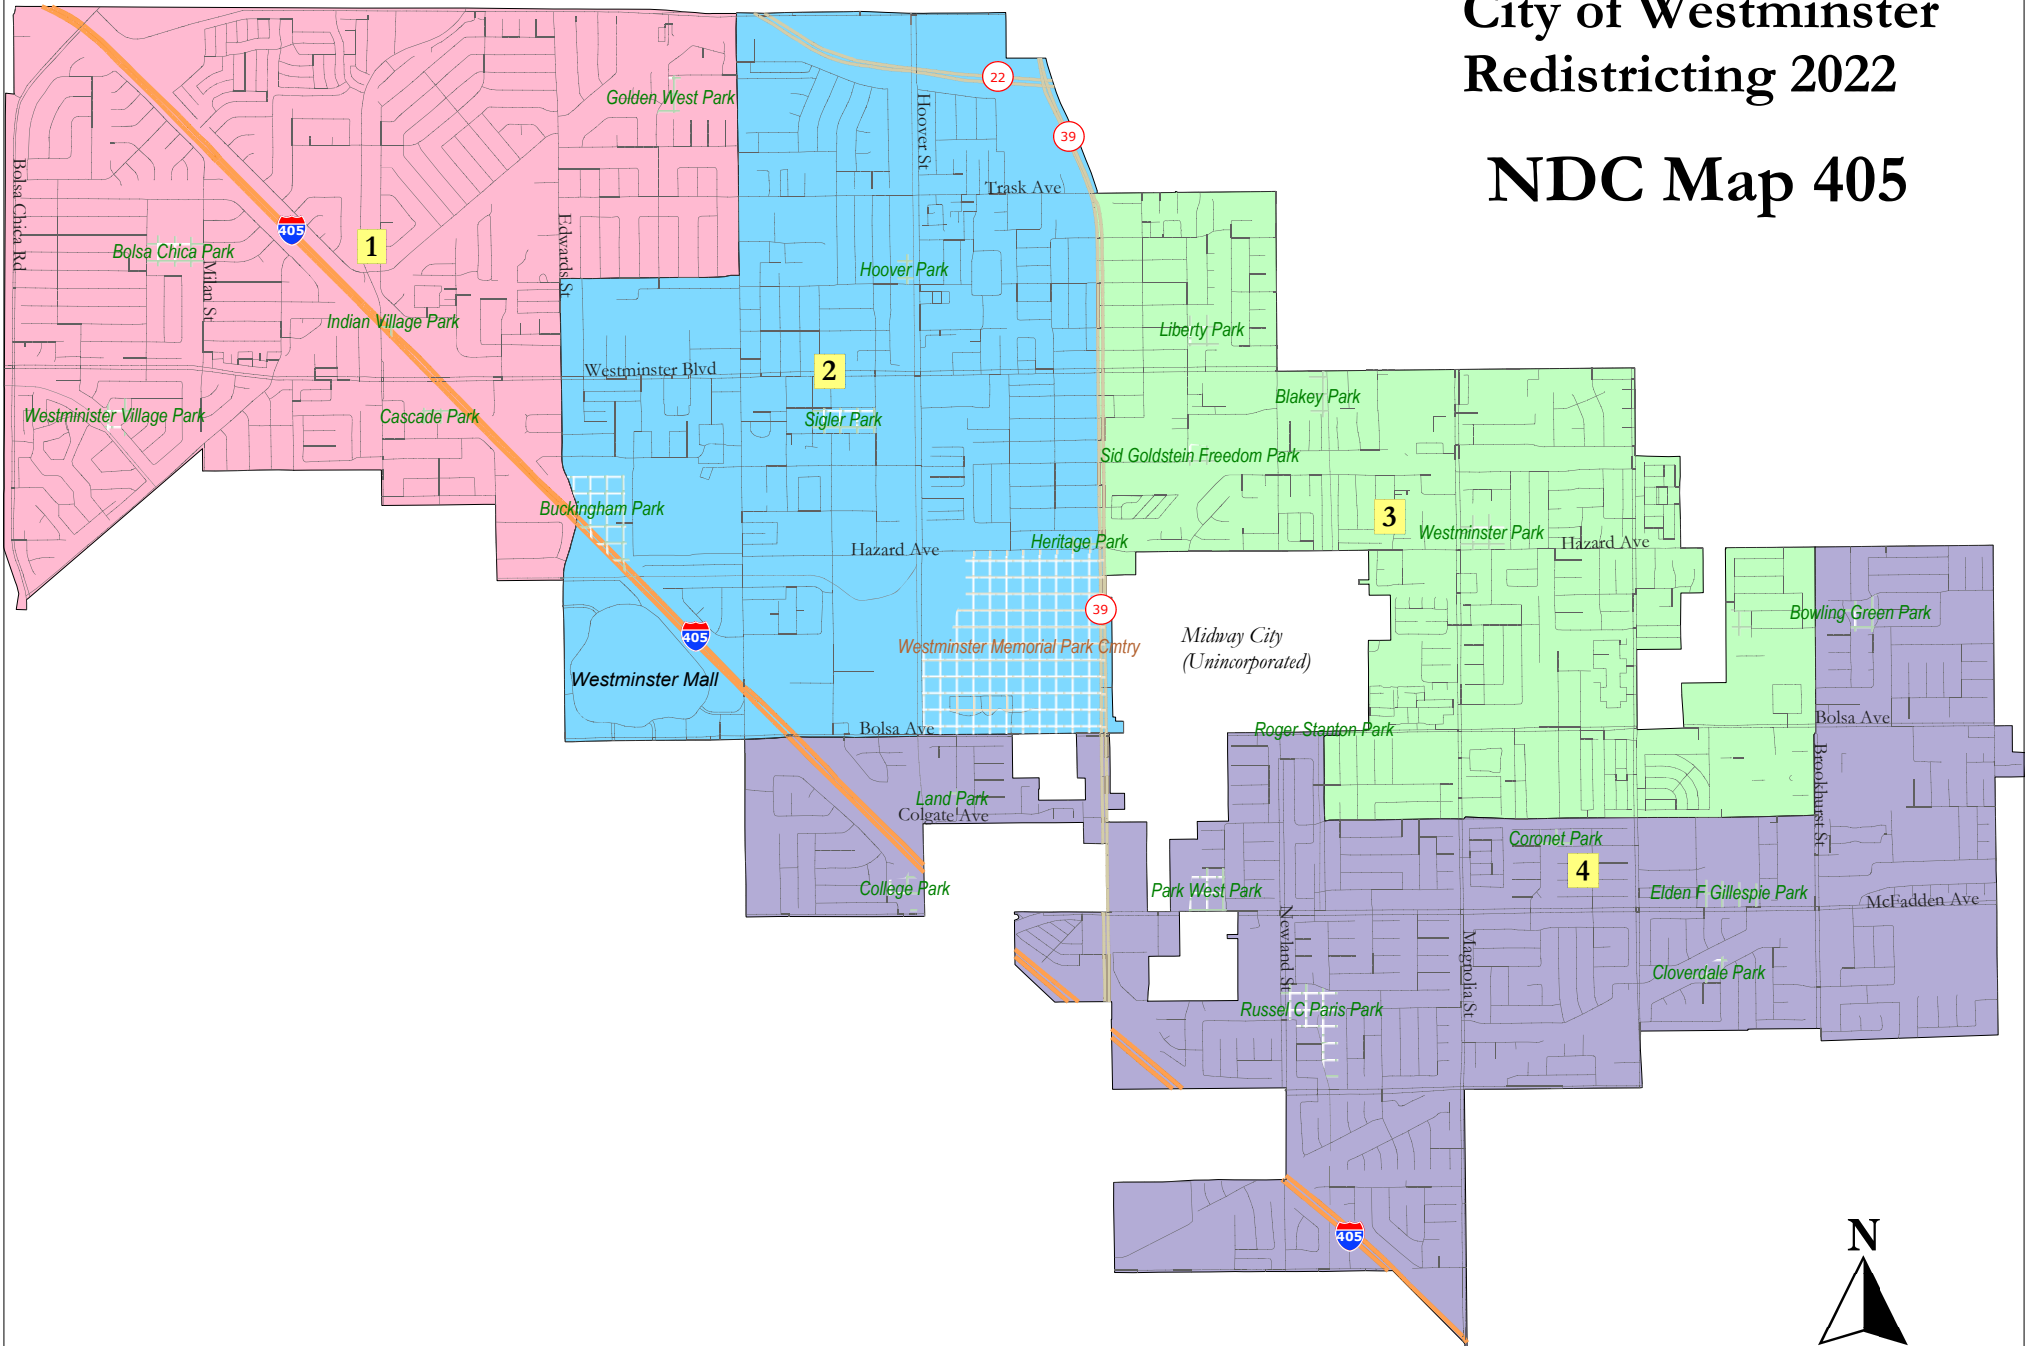 City of Westminster
Redistricting 2022
NDC Map 405
22
Golden West Park
Hoover St
39
Trask Ave
Bolsa Chica Rd
405
1
Bolsa Chica Park
Edwards St
Milan St
Hoover Park
Indian Village Park
Liberty Park
Westminster Blvd
2
Blakey Park
Westminister Village Park
Cascade Park
Sigler Park
Sid Goldstein Freedom Park
Buckingham Park
3
Westminster Park
Heritage Park
Hazard Ave
Hazard Ave
39
Bowling Green Park
405
Midway City
(Unincorporated)
Westminster Memorial Park Cmtry
Westminster Mall
Bolsa Ave
Bolsa Ave
Roger Stanton Park
Brookhurst St
Land Park
Colgate Ave
Coronet Park
4
College Park
Park West Park
Elden F Gillespie Park
McFadden Ave
Newland St
Magnolia St
Cloverdale Park
Russel C Paris Park
405
N